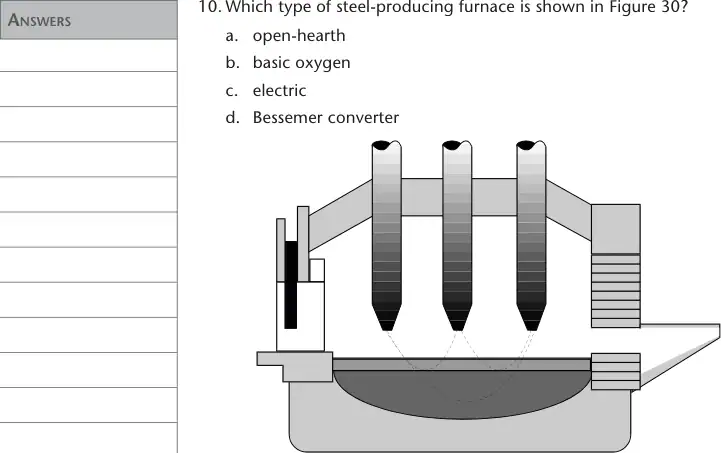 ANSWERS
10. Which type of steel-producing furnace is shown in Figure 30?
a. open-hearth
b. basic oxygen
c. electric
d. Bessemer converter